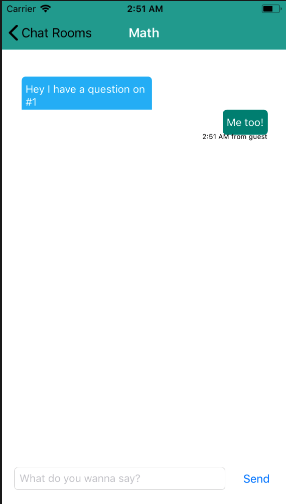 Carrier 2:51 AM
Chat Rooms Math
Hey I have a question on
#1
Me too!
2:51 AM from guest
What do you wanna say? Send